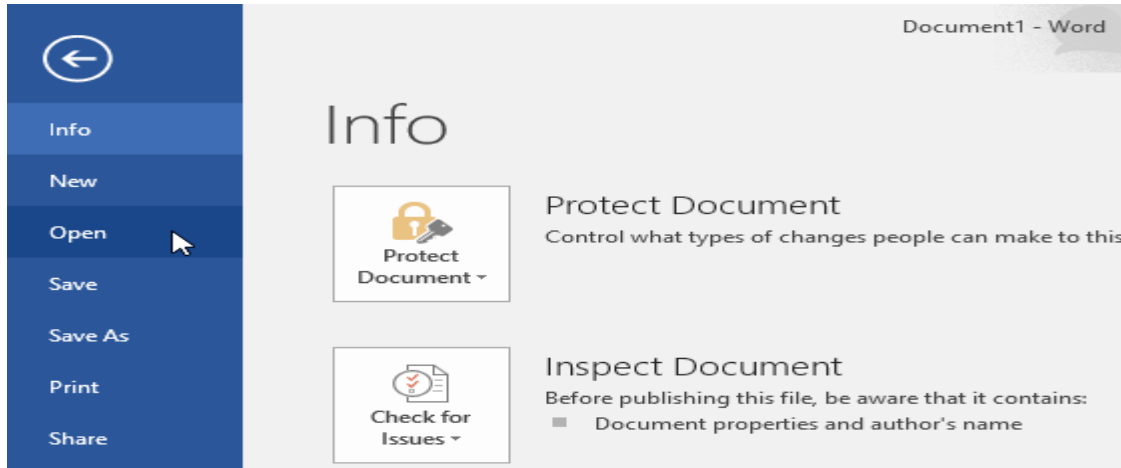 Document1 - Word
Info
New
Open
Save
Save As
Print
Share
Info
Protect
Document
Protect Document
Control what types of changes people can make to this
Check for
Issues
Inspect Document
Before publishing this file, be aware that it contains:
Document properties and author's name